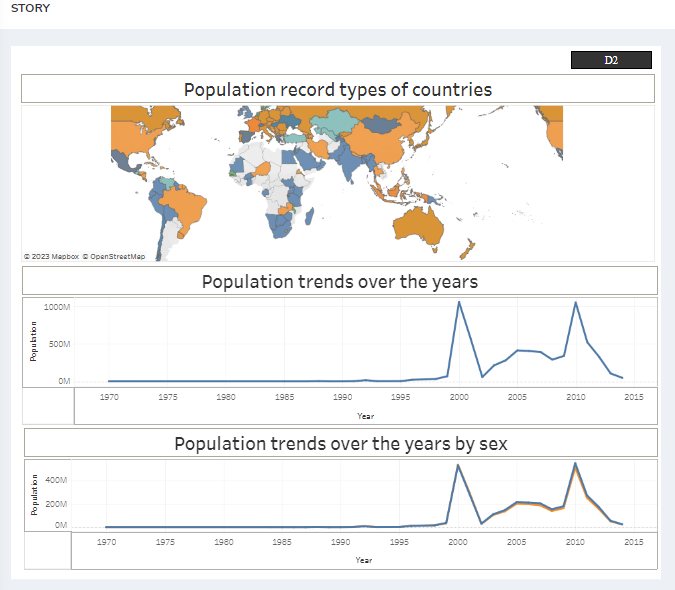 STORY
D2
Population record types of countries
© 2023 Mapbox © OpenStreetMap
Population trends over the years
Population
1000M
500M
0M
1970 1975 1980 1985 1990 1995 2000 2005 2010 2015
Year
Population trends over the years by sex
Population
400M
200M
0M
1970 1975 1980 1985 1990 1995 2000 2005 2010 2015
Year